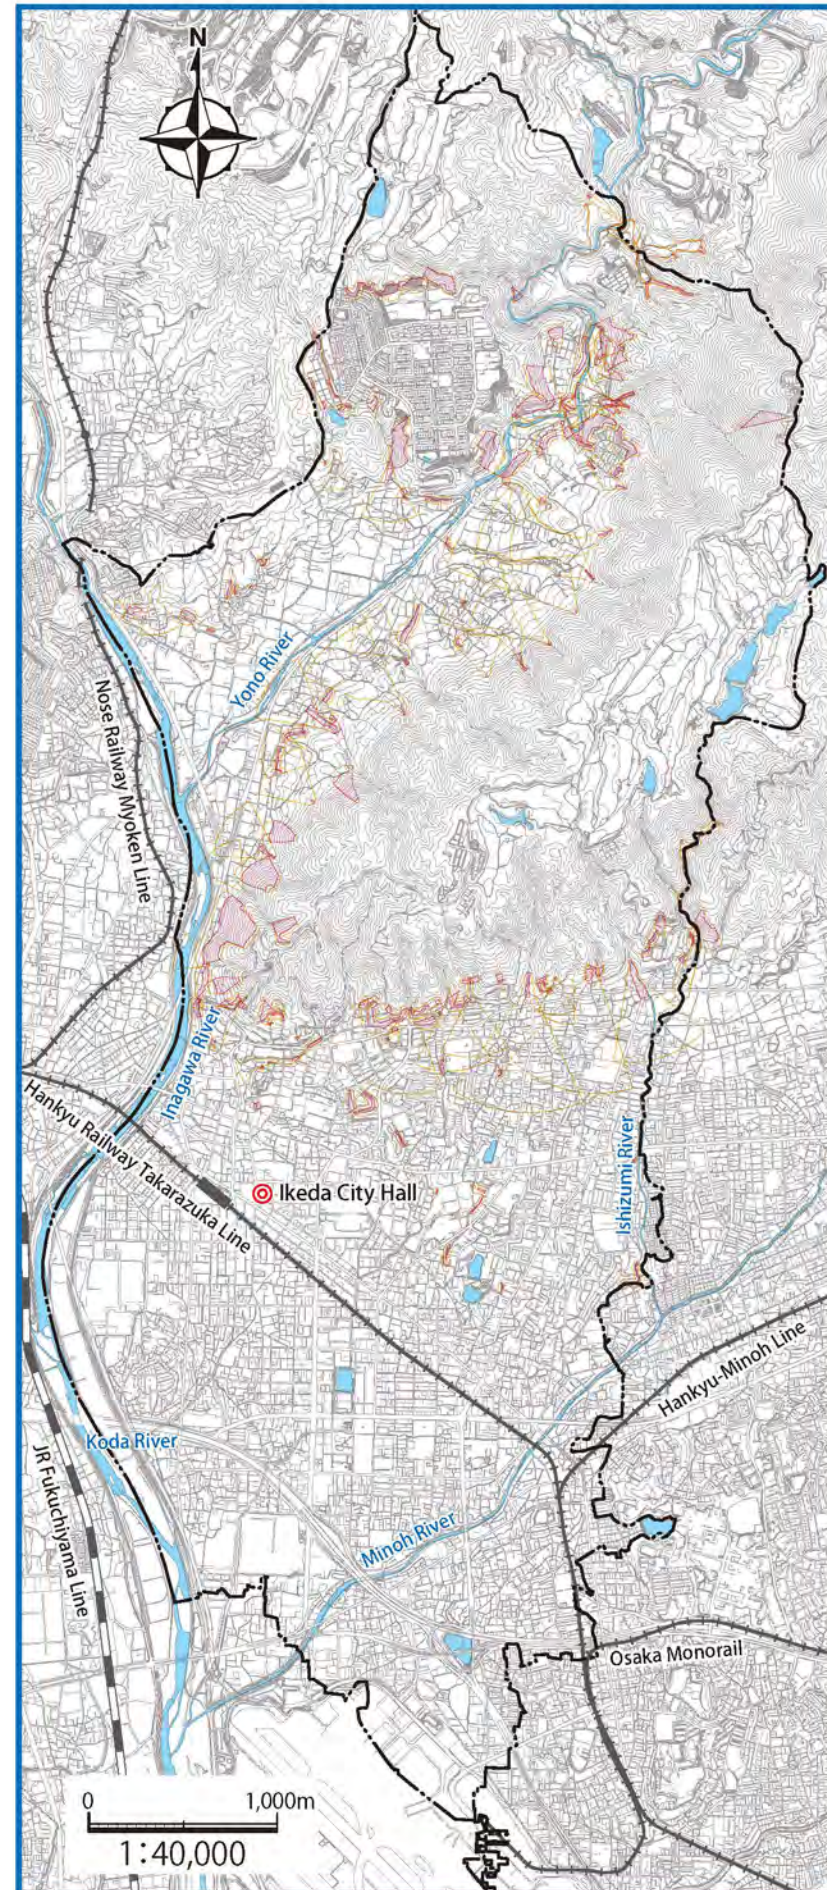 N
Yono River
Nose Railway Myoken Line
Inagawa River
Hankyu Railway Takarazuka Line
Ishizumi River
Ikeda City Hall
Hankyu-Minoh Line
Koda River
JR Fukuchiyama Line
Minoh River
Osaka Monorail
0 1,000m
1:40,000